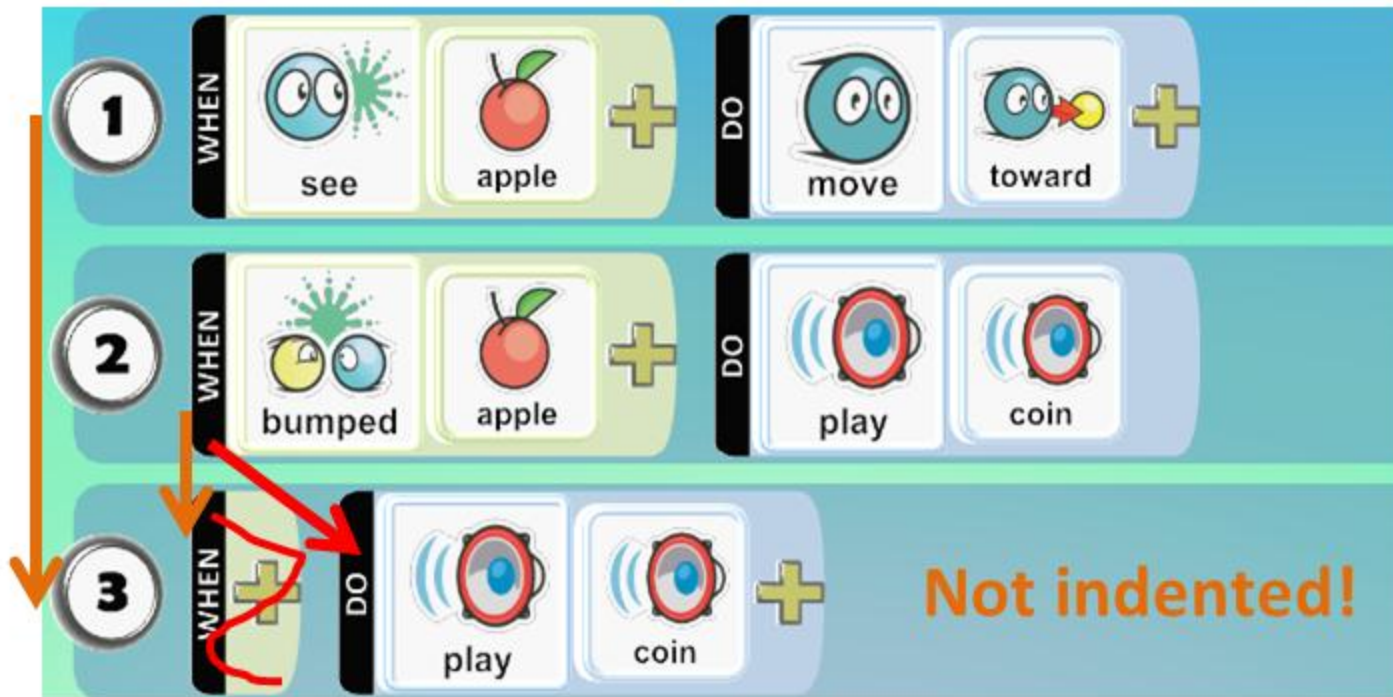 1 WHEN see apple DO move toward
2 WHEN bumped apple DO play coin
3 WHEN DO play coin Not indented!